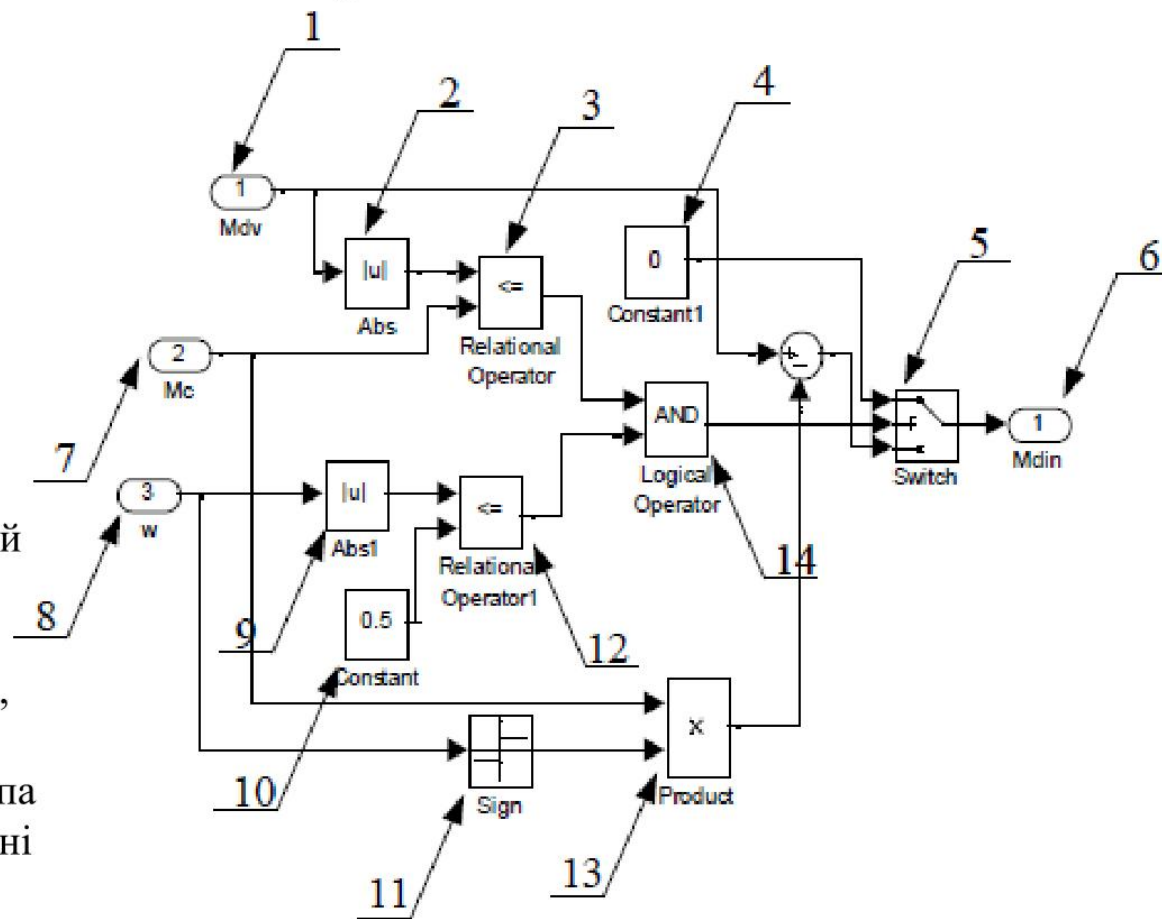 1
2
3
4
1
Mdv
|u|
Abs
<=
Relational
Operator
0
Constant1
5
6
2
Mc
+
−
AND
Logical
Operator
Switch
1
Mdin
7
3
w
|u|
Abs1
<=
Relational
Operator1
14
й
8
9
0.5
Constant
12
,
x
Product
па
ні
10
Sign
11
13